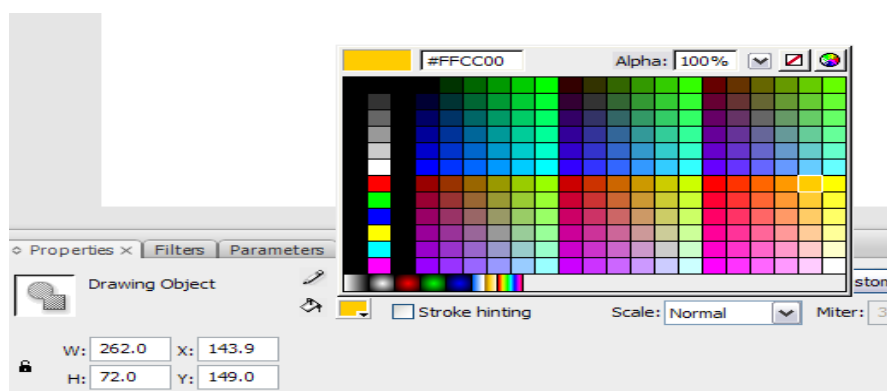 #FFCC00 Alpha: 100%
Properties × Filters Parameters
Drawing Object
Stroke hinting Scale: Normal Miter: 3
W: 262.0 X: 143.9
H: 72.0 Y: 149.0